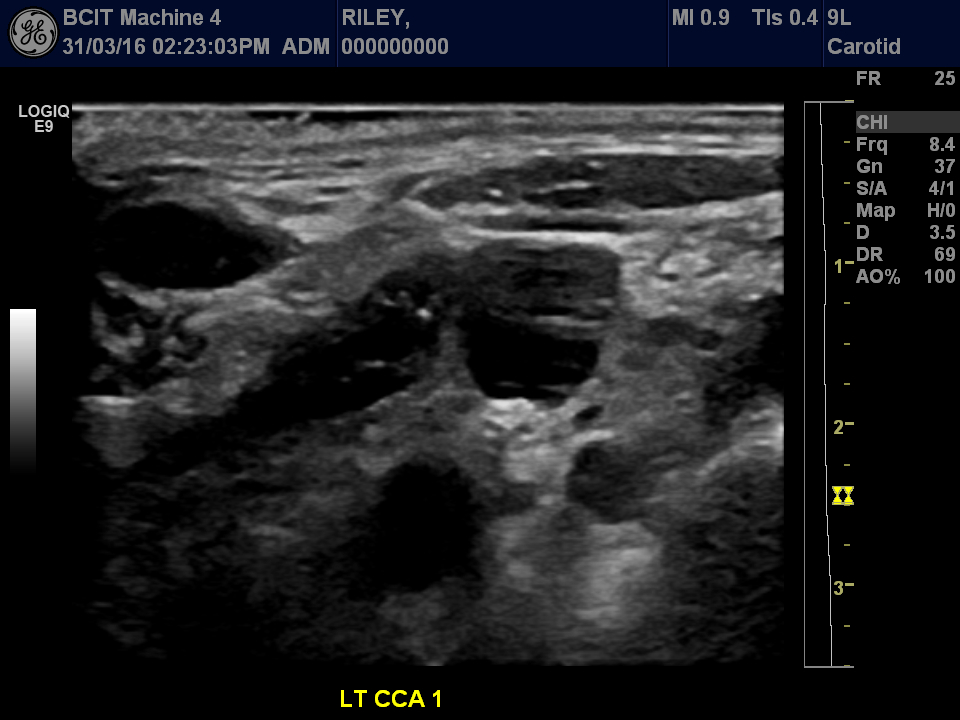 GE
BCIT Machine 4
31/03/16 02:23:03PM ADM
RILEY,
000000000
MI 0.9 TIs 0.4
9L
Carotid
LOGIQ
E9
FR 25
CHI
Frq 8.4
Gn 37
S/A 4/1
Map H/0
D 3.5
DR 69
AO% 100
1
2
3
LT CCA 1